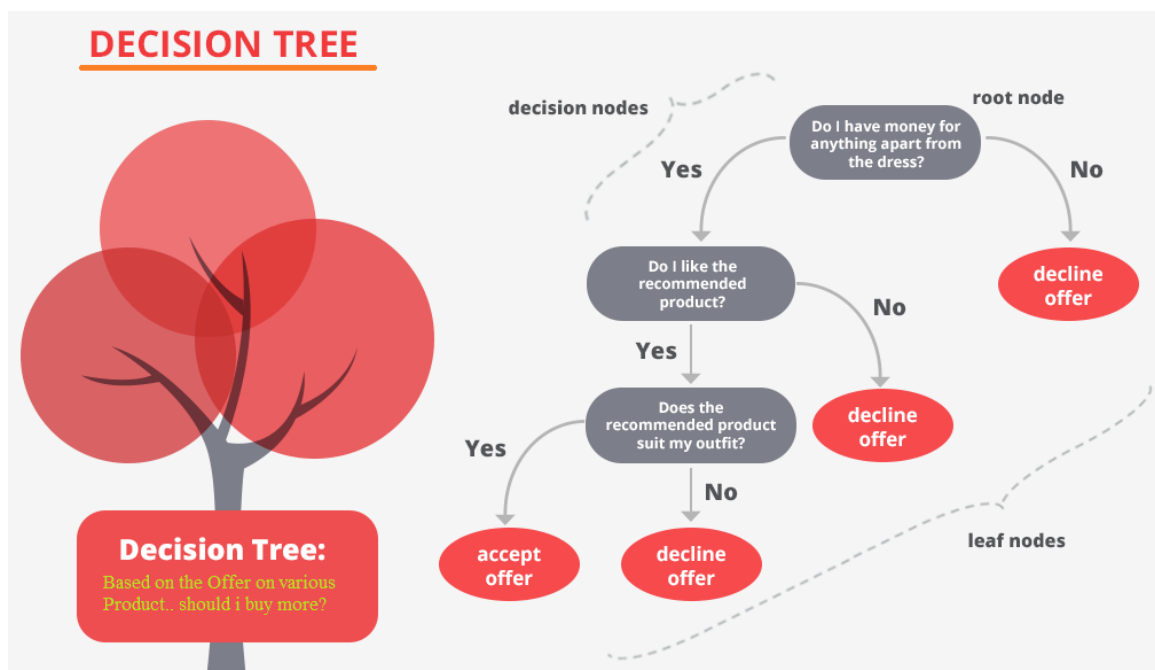 DECISION TREE
decision nodes
root node
Do I have money for
anything apart from
the dress?
Yes
No
decline
offer
Do I like the
recommended
product?
No
Yes
decline
offer
Does the
recommended product
suit my outfit?
Yes
No
accept
offer
decline
offer
leaf nodes
Decision Tree:
Based on the Offer on various
Product.. should i buy more?